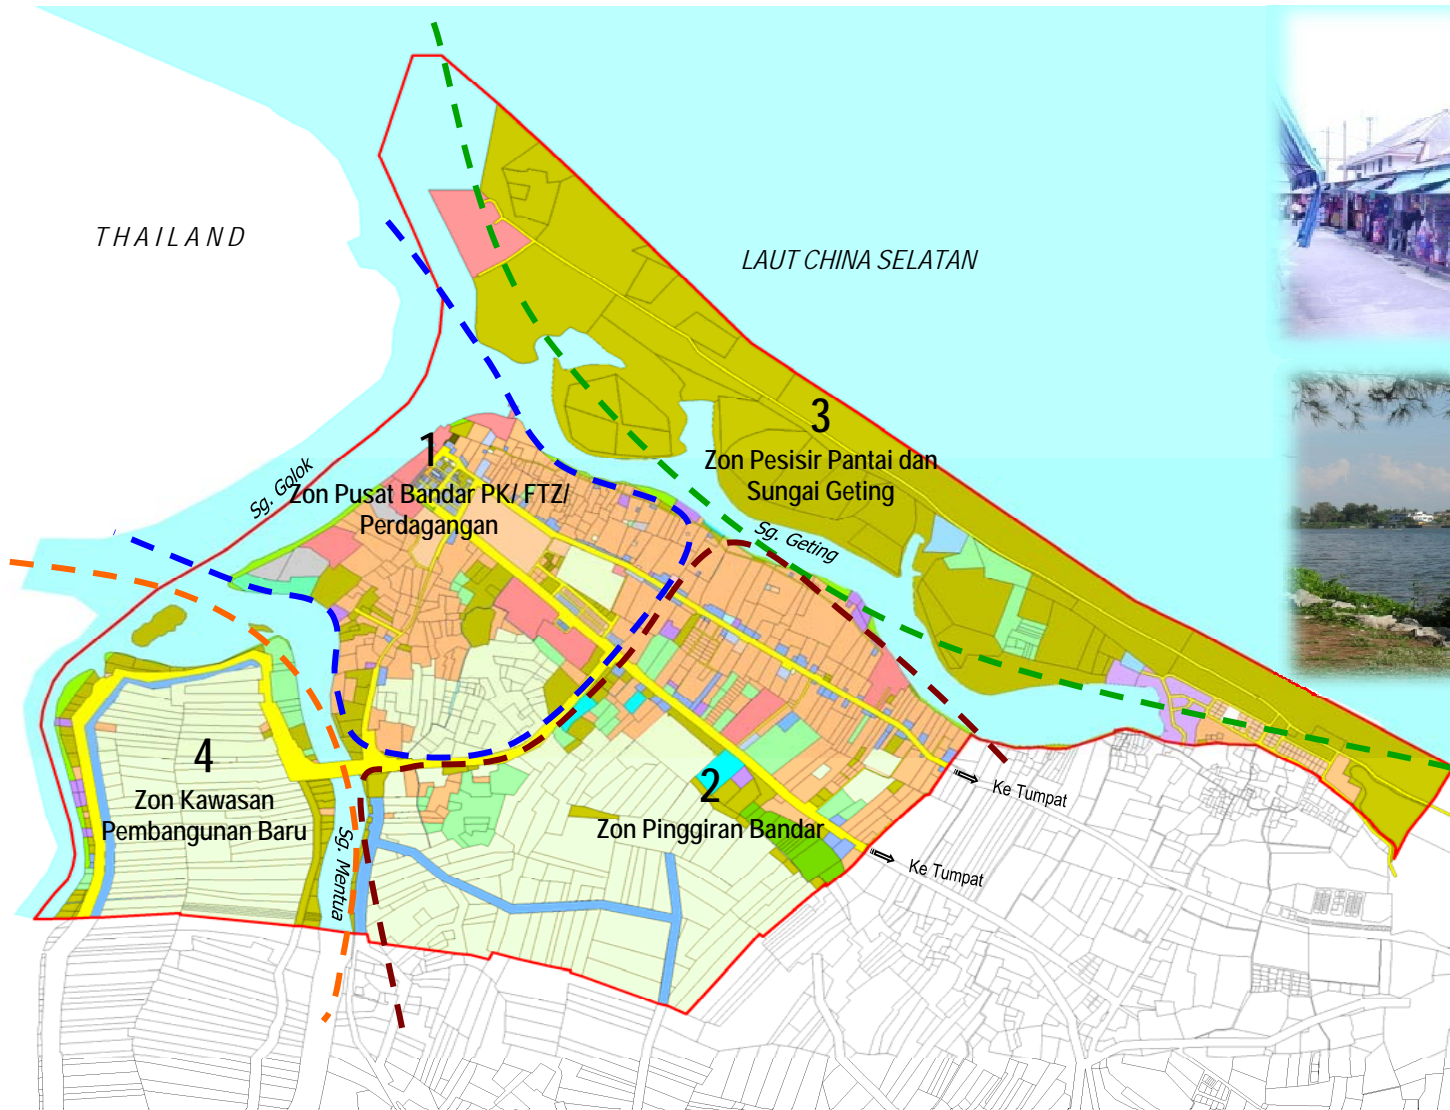 THAILAND
LAUT CHINA SELATAN
3
Zon Pesisir Pantai dan
Sungai Geting
1
Zon Pusat Bandar PK/ FTZ/
Perdagangan
Sg. Golok
Sg. Geting
4
Zon Kawasan
Pembangunan Baru
2
Zon Pinggiran Bandar
Sg. Mentua
Ke Tumpat
Ke Tumpat